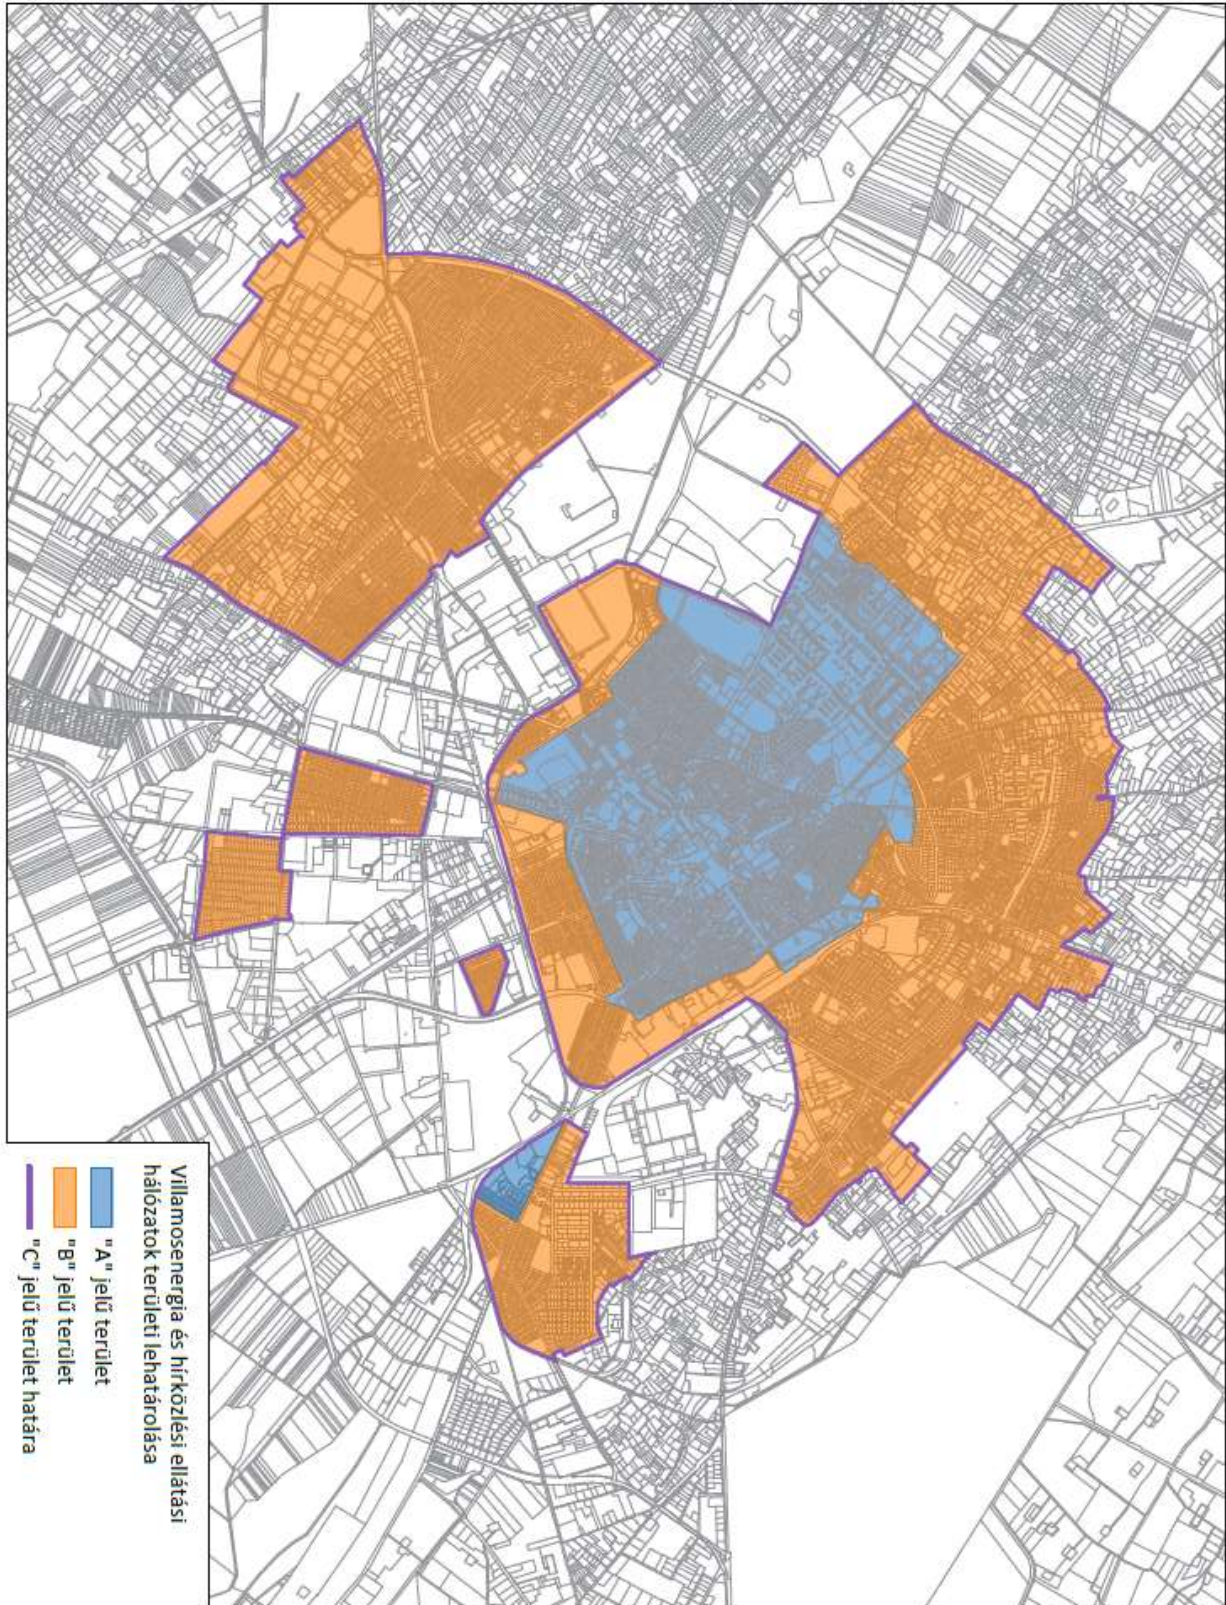 Villamosenergia és hírközlési ellátási
hálózatok területi lehatárolása
"A" jelű terület
"B" jelű terület
"C" jelű terület határa